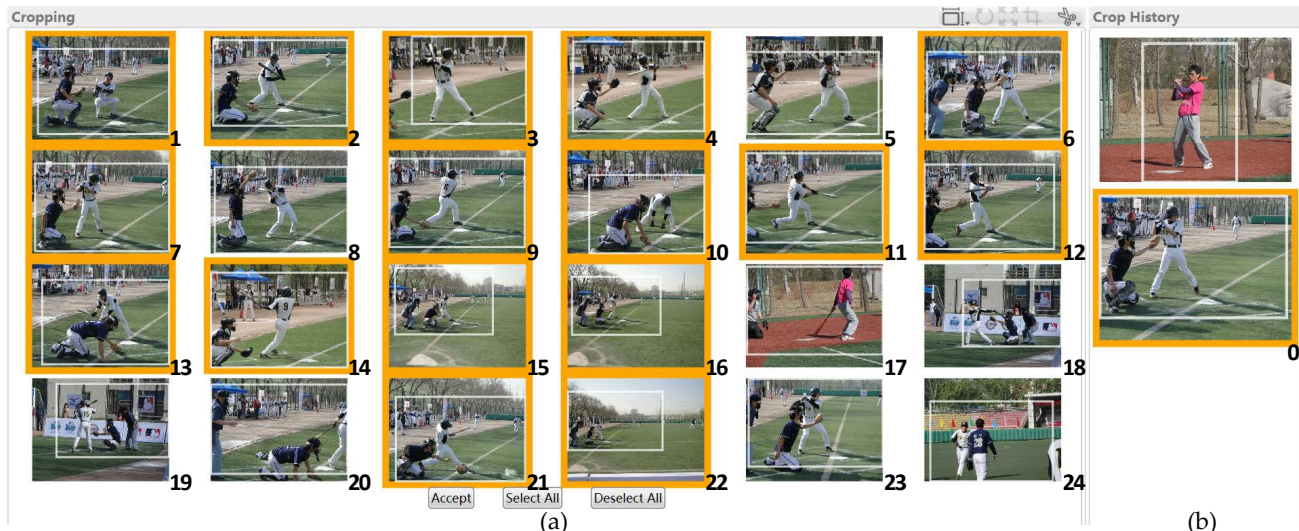 Cropping
Crop History
1 2 3 4 5 6
7 8 9 10 11 12
0
13 14 15 16 17 18
19 20 21 22 23 24
Accept Select All Deselect All
(a) (b)